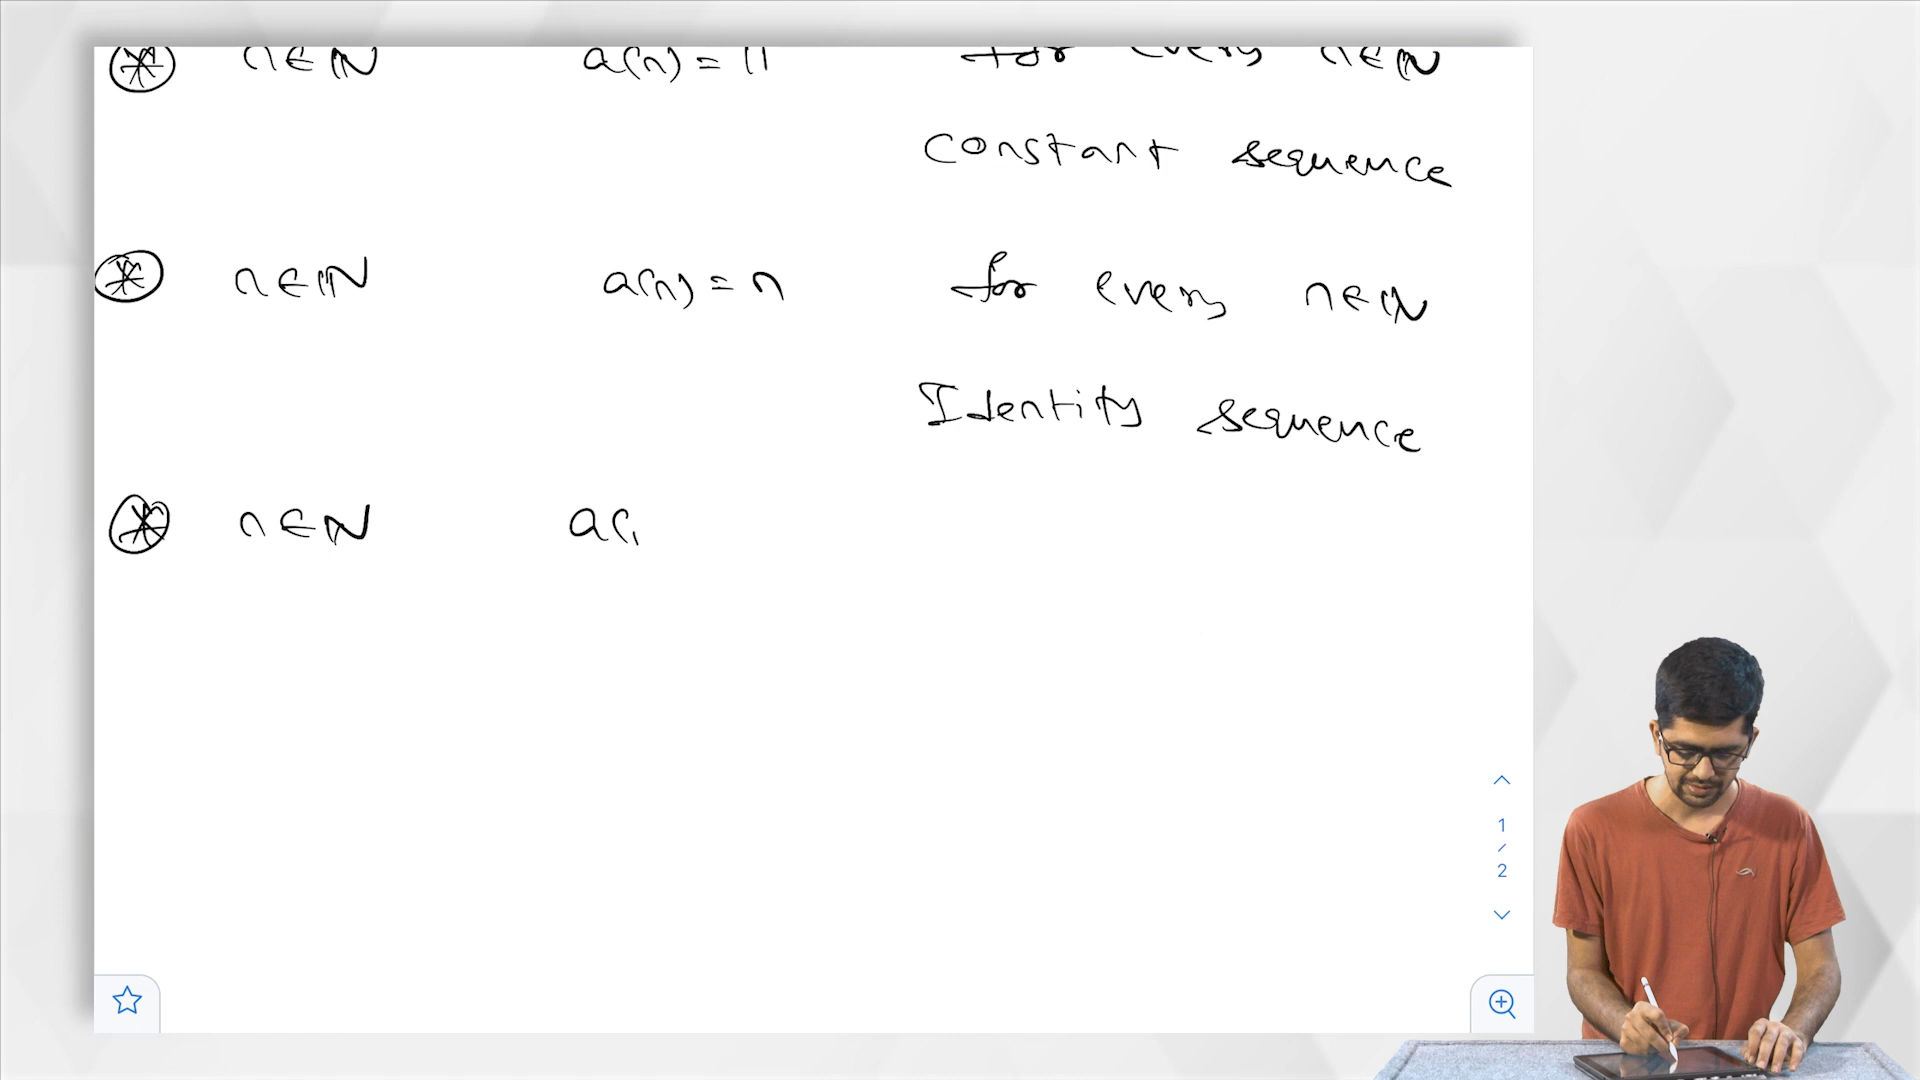 n∈ℕ a(n) = 11 for every n∈ℕ
constant sequence
n∈ℕ a(n) = n for every n∈ℕ
Identity sequence
n∈ℕ a(
1
/
2